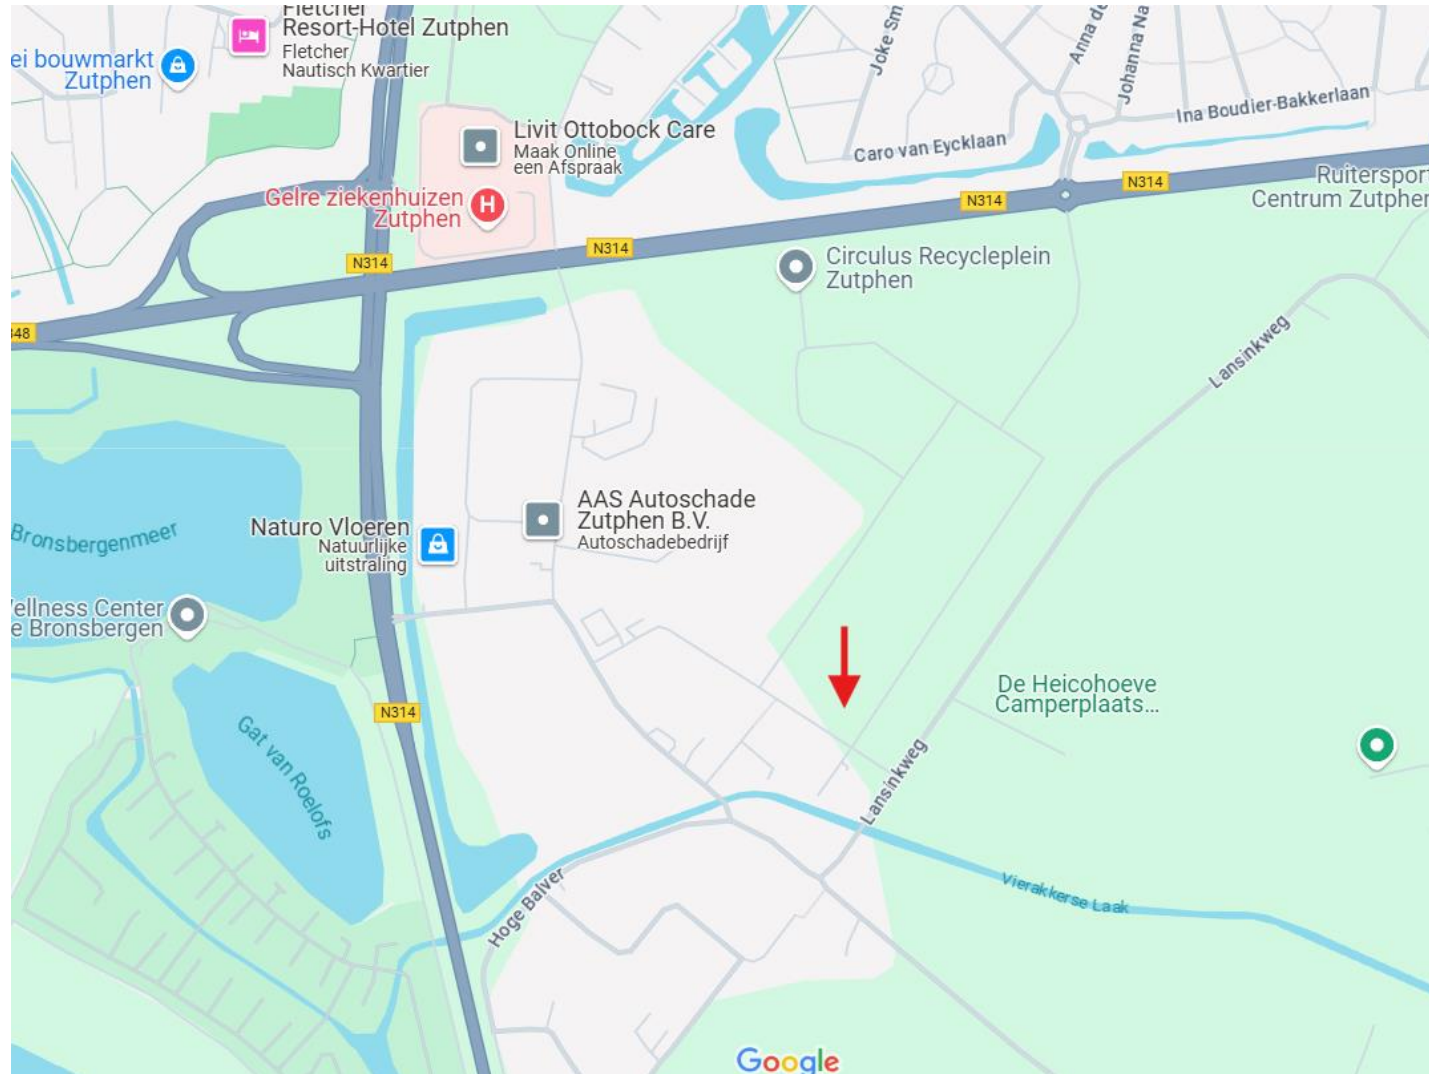 Fletcher
Resort-Hotel Zutphen
Fletcher
Nautisch Kwartier
ei bouwmarkt
Zutphen
Livit Ottobock Care
Maak Online
een Afspraak
Gelre ziekenhuizen
Zutphen
H
Joke Sm
Anna de
Johanna Na
Ina Boudier-Bakkerlaan
Caro van Eycklaan
N314
N314
N314
N314
Ruitersport
Centrum Zutphen
Circulus Recycleplein
Zutphen
348
Lansinkweg
AAS Autoschade
Zutphen B.V.
Autoschadebedrijf
Naturo Vloeren
Natuurlijke
uitstraling
Bronsbergenmeer
ellness Center
e Bronsbergen
N314
Gat van Roelofs
De Heicohoeve
Camperplaats...
Lansinkweg
Hoge Balver
Vierakkerse Laak
Google